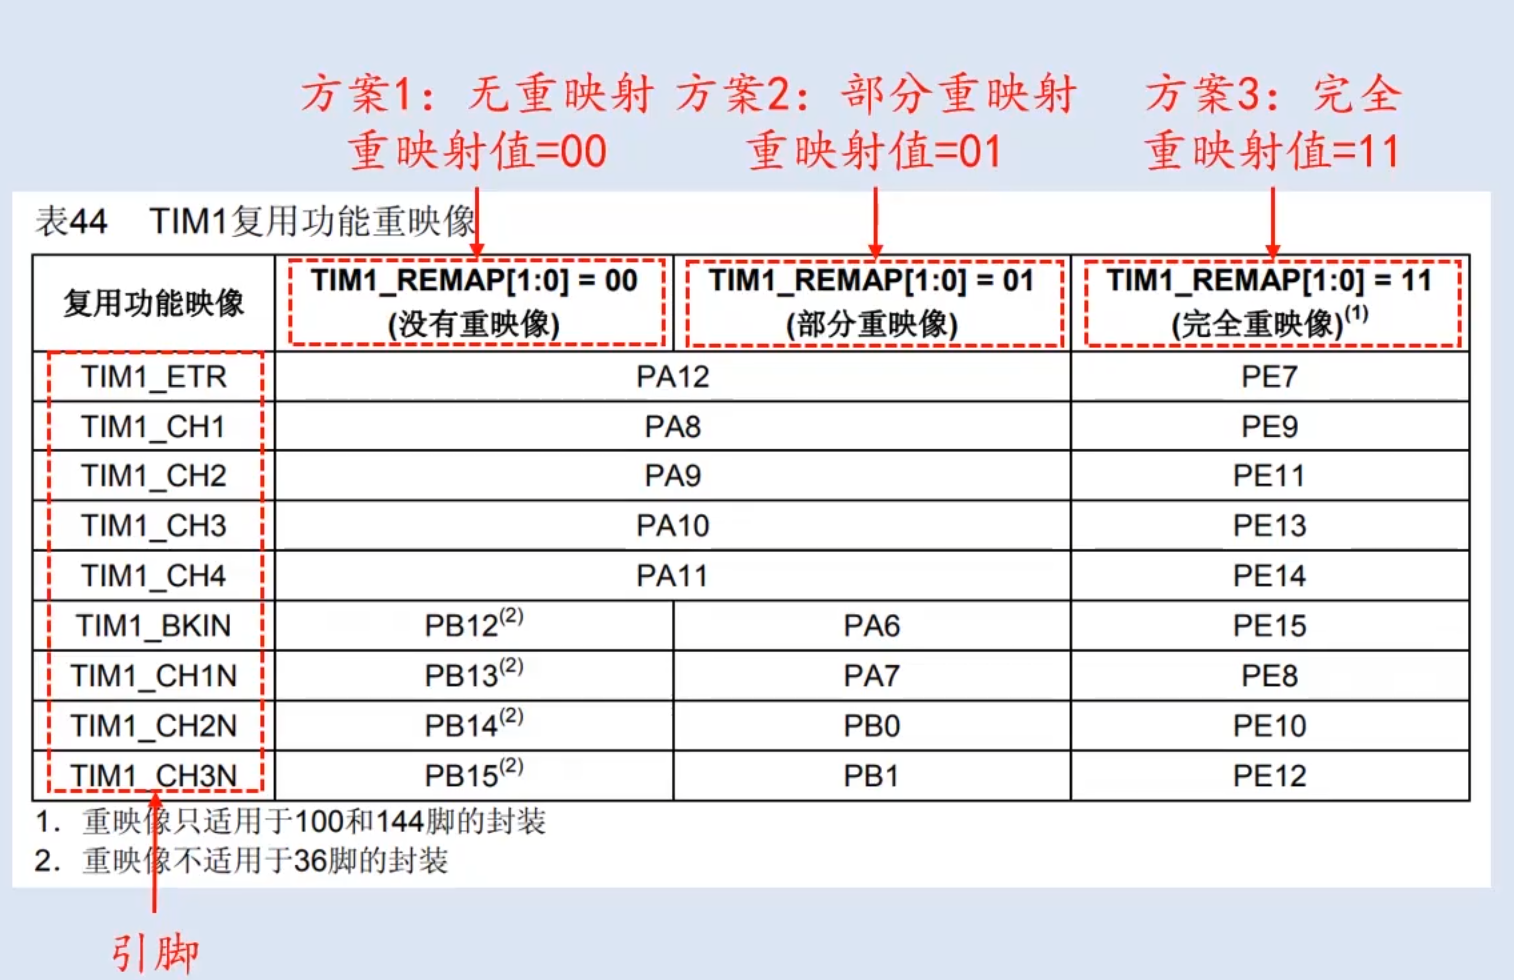 方案1：无重映射 方案2：部分重映射 方案3：完全
重映射值=00 重映射值=01 重映射值=11
表44 TIM1复用功能重映像
复用功能映像 TIM1_REMAP[1:0] = 00 (没有重映像) TIM1_REMAP[1:0] = 01 (部分重映像) TIM1_REMAP[1:0] = 11 (完全重映像)(1)
TIM1_ETR PA12 PE7
TIM1_CH1 PA8 PE9
TIM1_CH2 PA9 PE11
TIM1_CH3 PA10 PE13
TIM1_CH4 PA11 PE14
TIM1_BKIN PB12(2) PA6 PE15
TIM1_CH1N PB13(2) PA7 PE8
TIM1_CH2N PB14(2) PB0 PE10
TIM1_CH3N PB15(2) PB1 PE12
1. 重映像只适用于100和144脚的封装
2. 重映像不适用于36脚的封装
引脚